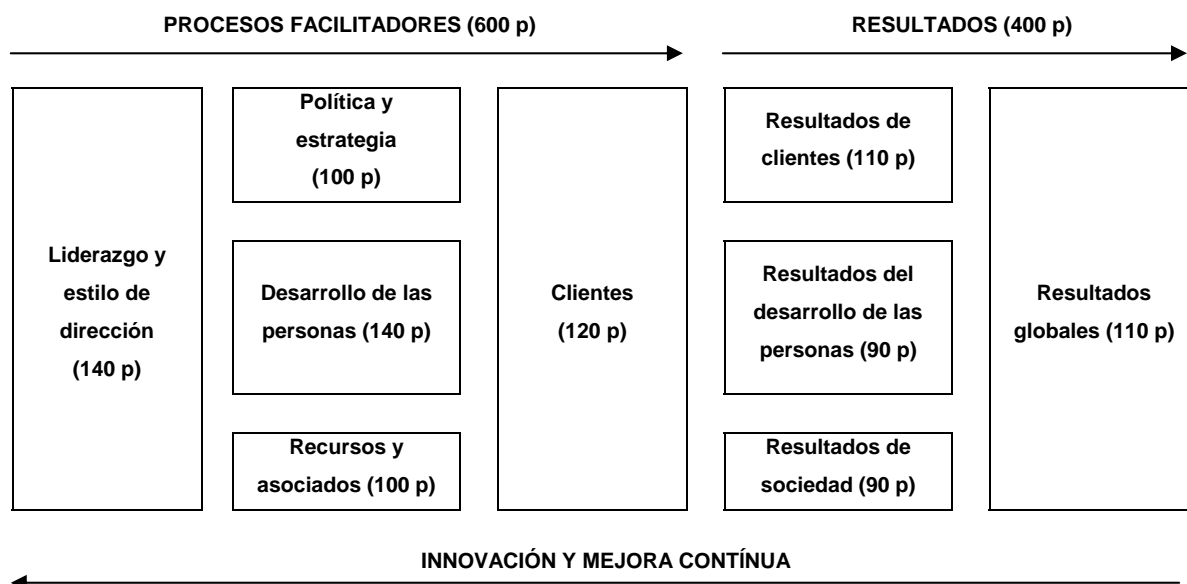 PROCESOS FACILITADORES (600 p)
RESULTADOS (400 p)
Liderazgo y
estilo de
dirección
(140 p)
Política y
estrategia
(100 p)
Desarrollo de las
personas (140 p)
Recursos y
asociados (100 p)
Clientes
(120 p)
Resultados de
clientes (110 p)
Resultados del
desarrollo de las
personas (90 p)
Resultados de
sociedad (90 p)
Resultados
globales (110 p)
INNOVACIÓN Y MEJORA CONTÍNUA